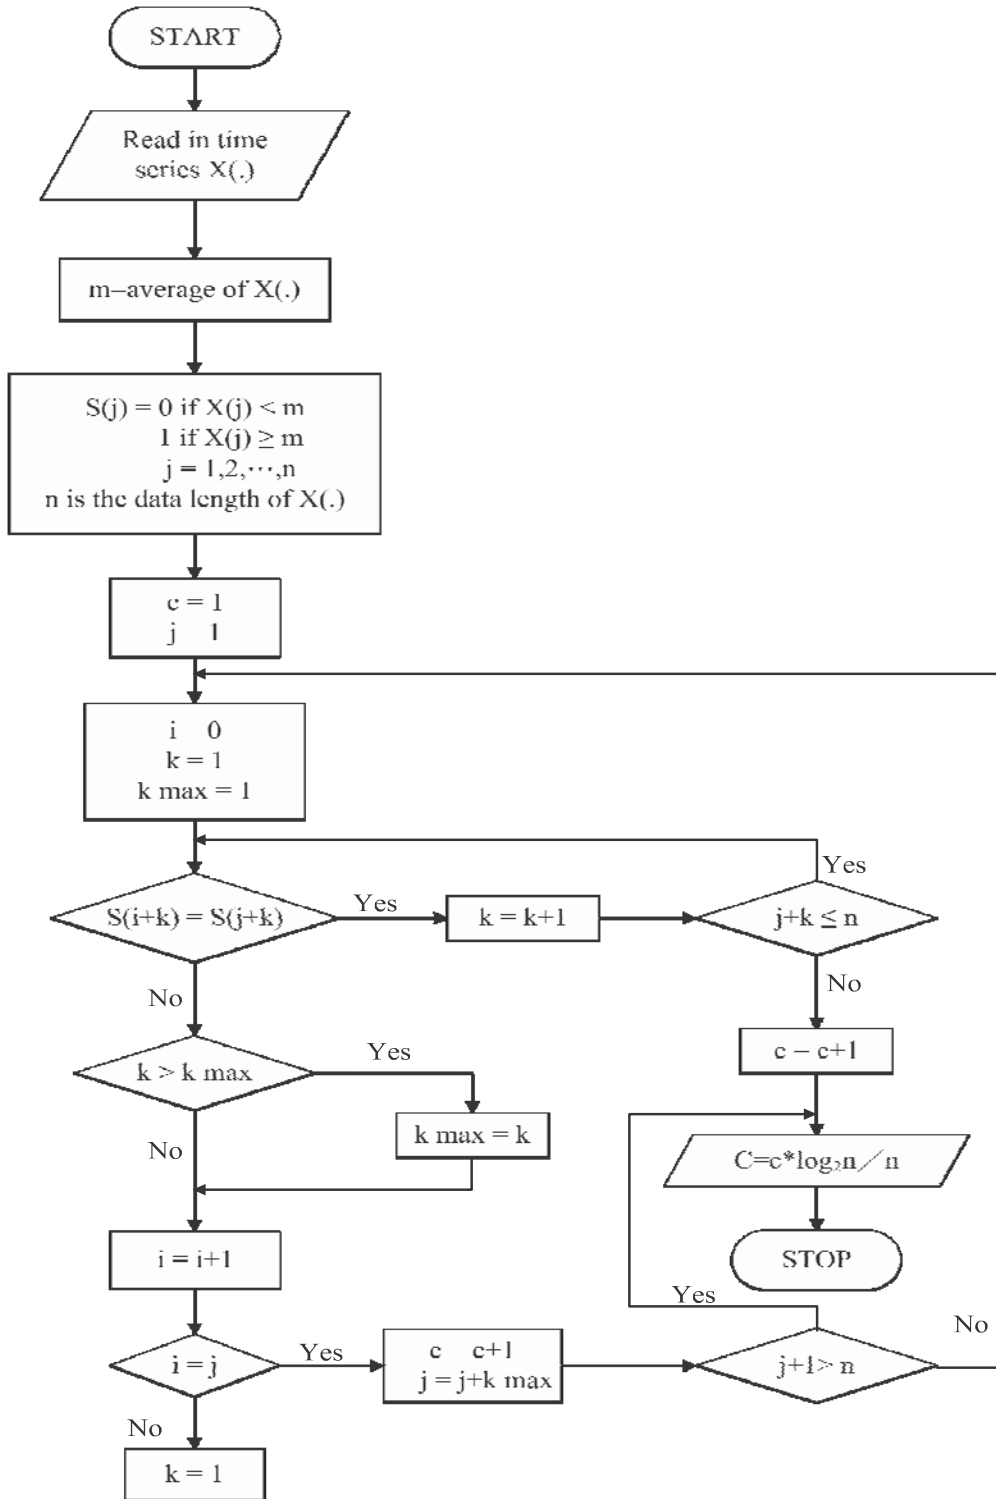 START
Read in time
series X(.)
m–average of X(.)
S(j) = 0 if X(j) < m
1 if X(j) ≥ m
j = 1,2,⋯,n
n is the data length of X(.)
c = 1
j 1
i 0
k = 1
k max = 1
Yes
S(i+k) = S(j+k)
Yes
k = k+1
j+k ≤ n
No
No
c – c+1
k > k max
Yes
k max = k
No
C=c*log₂n/n
i = i+1
STOP
Yes
No
i = j
Yes
c c+1
j = j+k max
j+1> n
No
k = 1